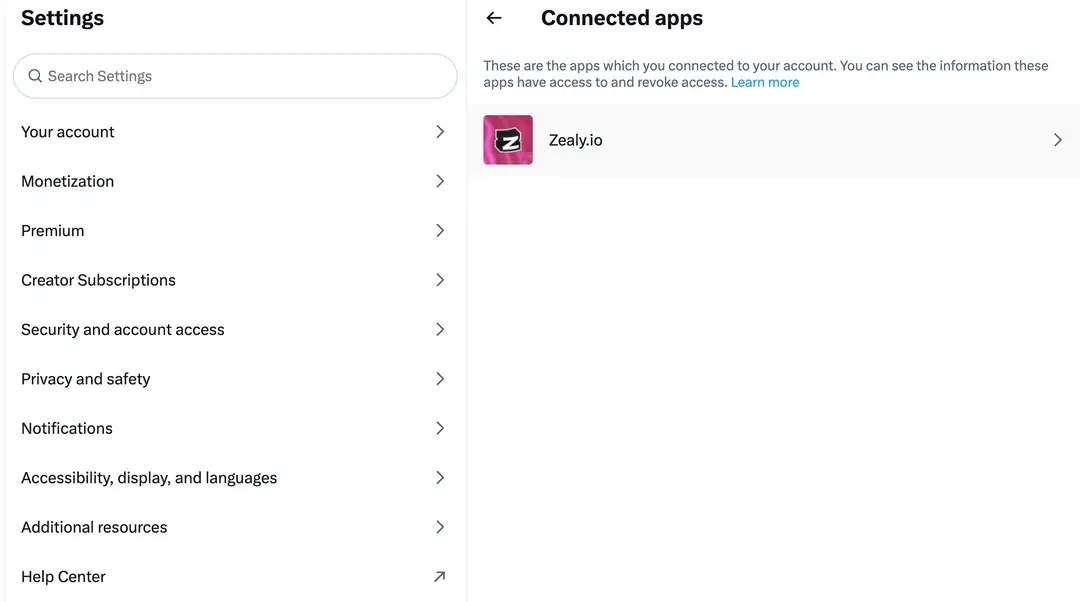 Settings
Search Settings
Your account
Monetization
Premium
Creator Subscriptions
Security and account access
Privacy and safety
Notifications
Accessibility, display, and languages
Additional resources
Help Center
Connected apps
These are the apps which you connected to your account. You can see the information these
apps have access to and revoke access. Learn more
Z
Zealy.io